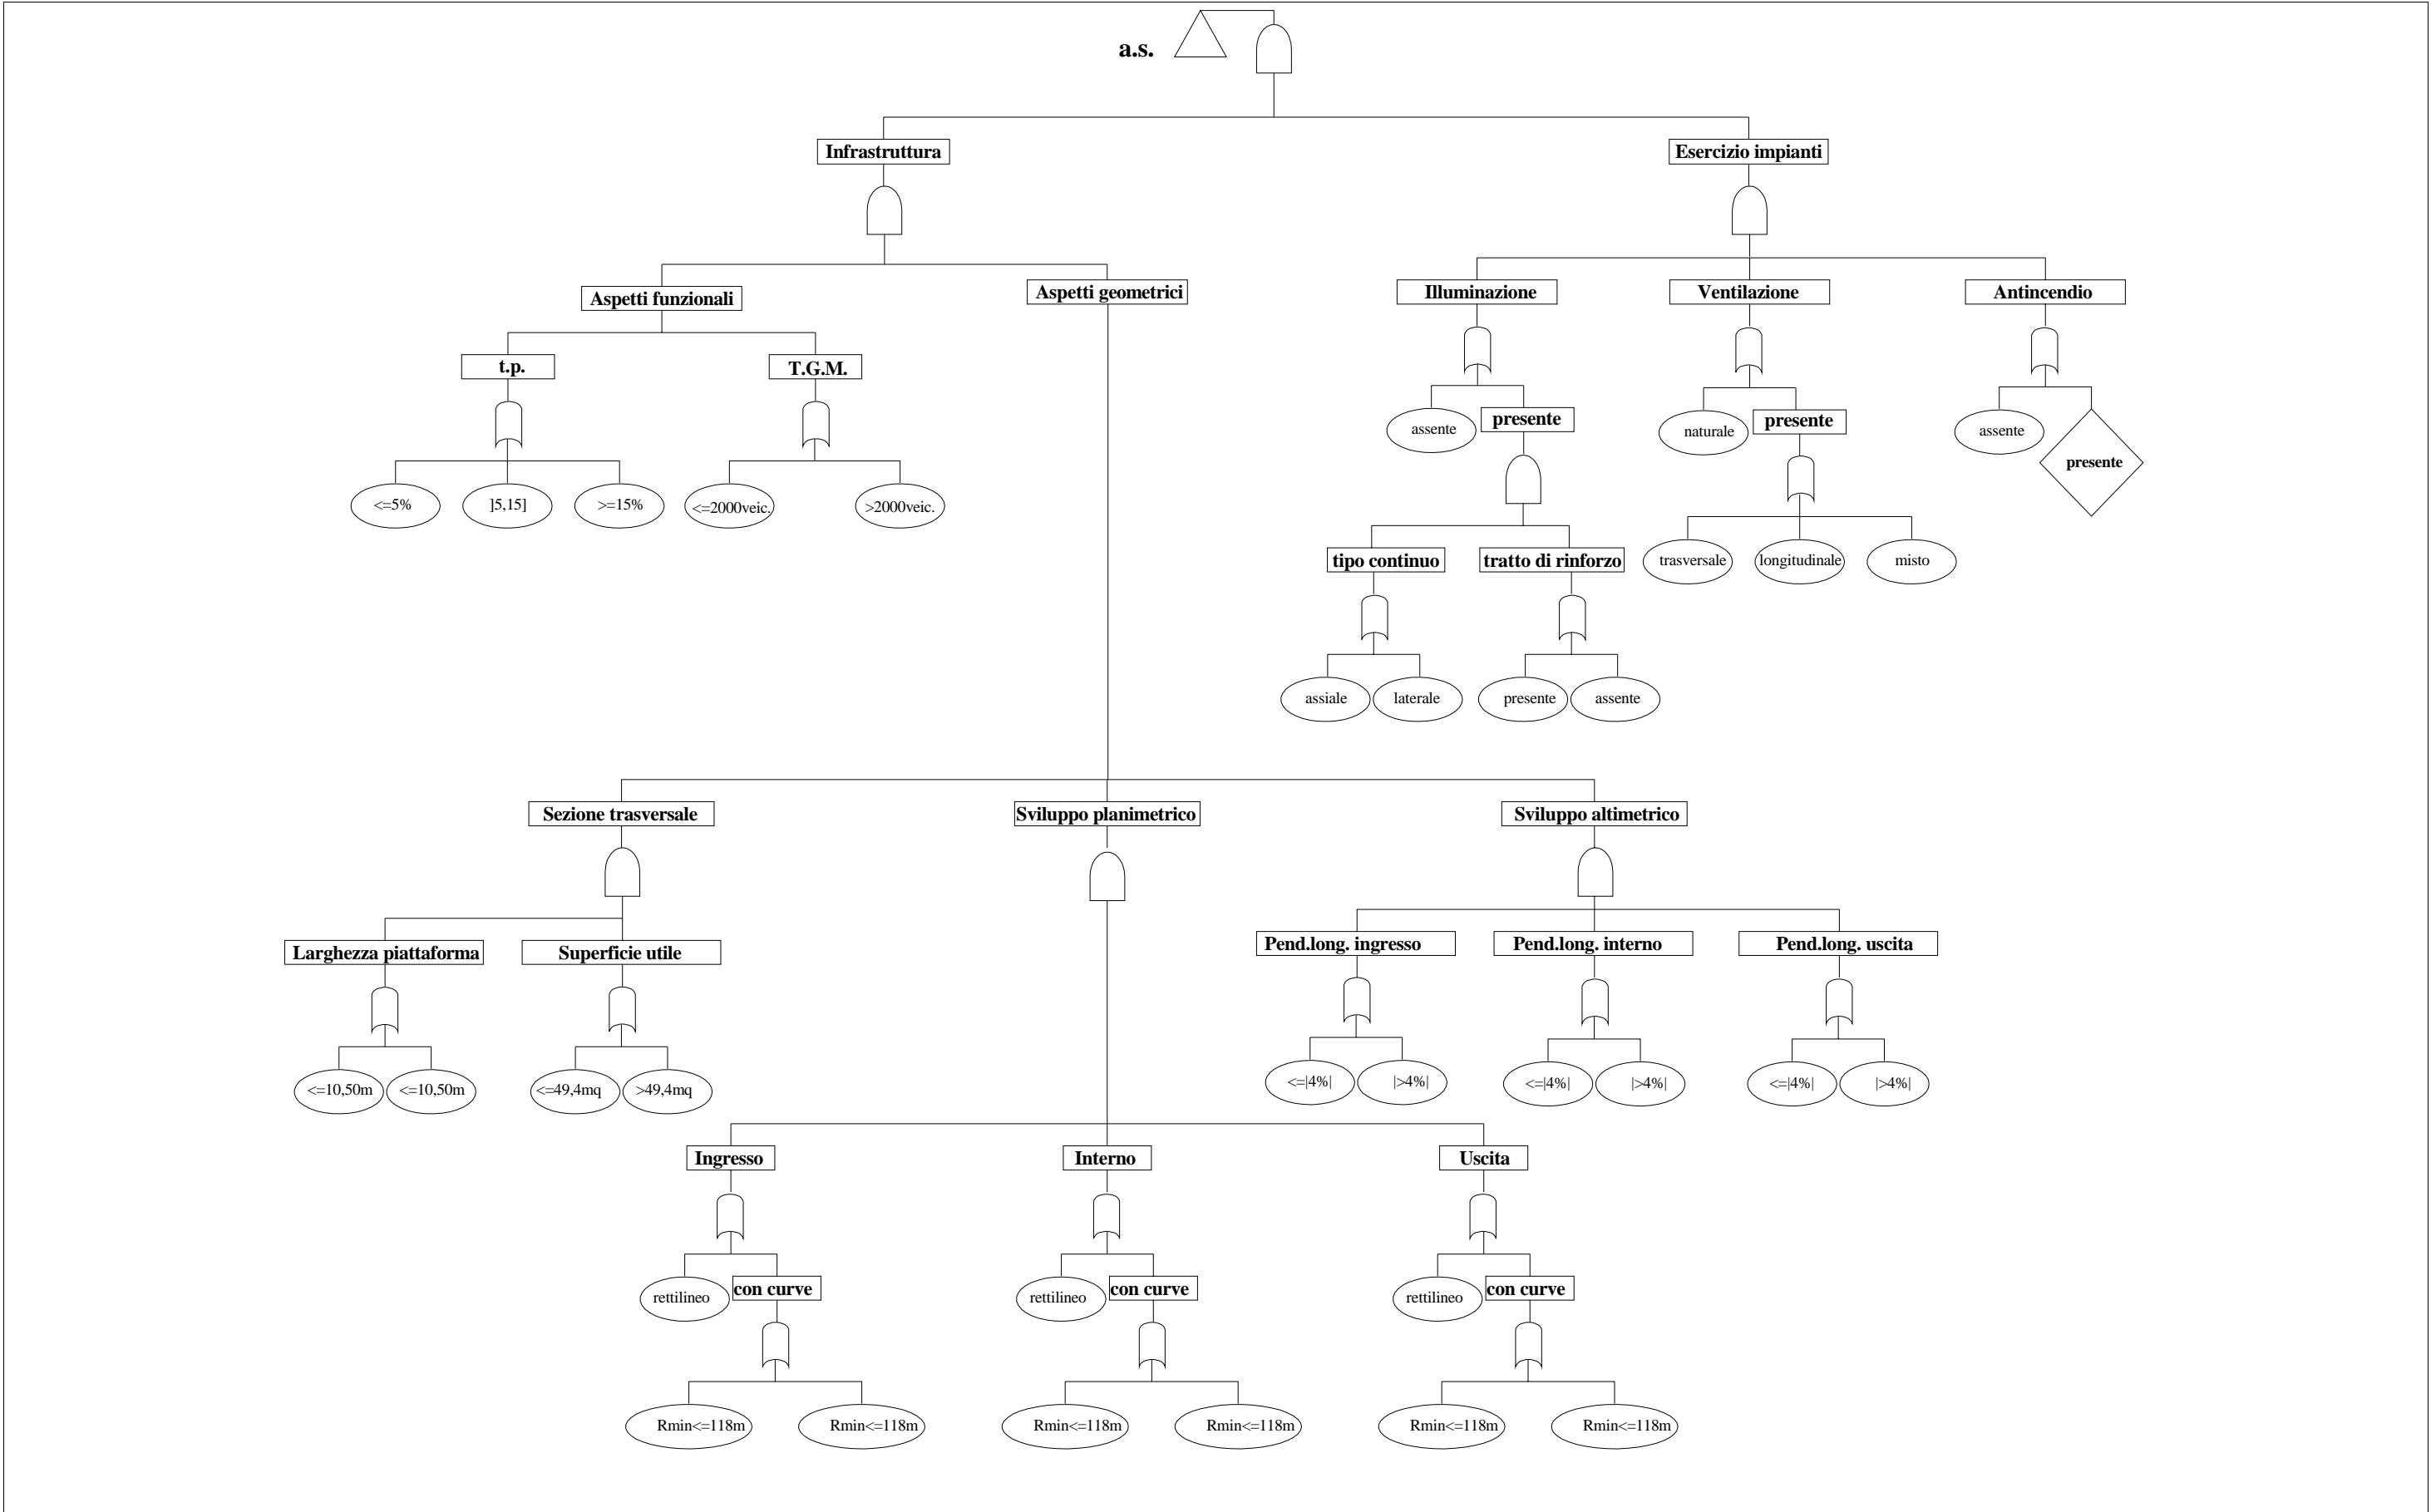 a.s.
Infrastruttura
Esercizio impianti
Aspetti funzionali
Aspetti geometrici
Illuminazione
Ventilazione
Antincendio
t.p.
T.G.M.
assente
presente
naturale
presente
assente
presente
<=5%
]5,15]
>=15%
<=2000veic.
>2000veic.
tipo continuo
tratto di rinforzo
trasversale
longitudinale
misto
assiale
laterale
presente
assente
Sezione trasversale
Sviluppo planimetrico
Sviluppo altimetrico
Larghezza piattaforma
Superficie utile
Pend.long. ingresso
Pend.long. interno
Pend.long. uscita
<=10,50m
<=10,50m
<=49,4mq
>49,4mq
<=|4%|
|>4%|
<=|4%|
|>4%|
<=|4%|
|>4%|
Ingresso
Interno
Uscita
rettilineo
con curve
rettilineo
con curve
rettilineo
con curve
Rmin<=118m
Rmin<=118m
Rmin<=118m
Rmin<=118m
Rmin<=118m
Rmin<=118m